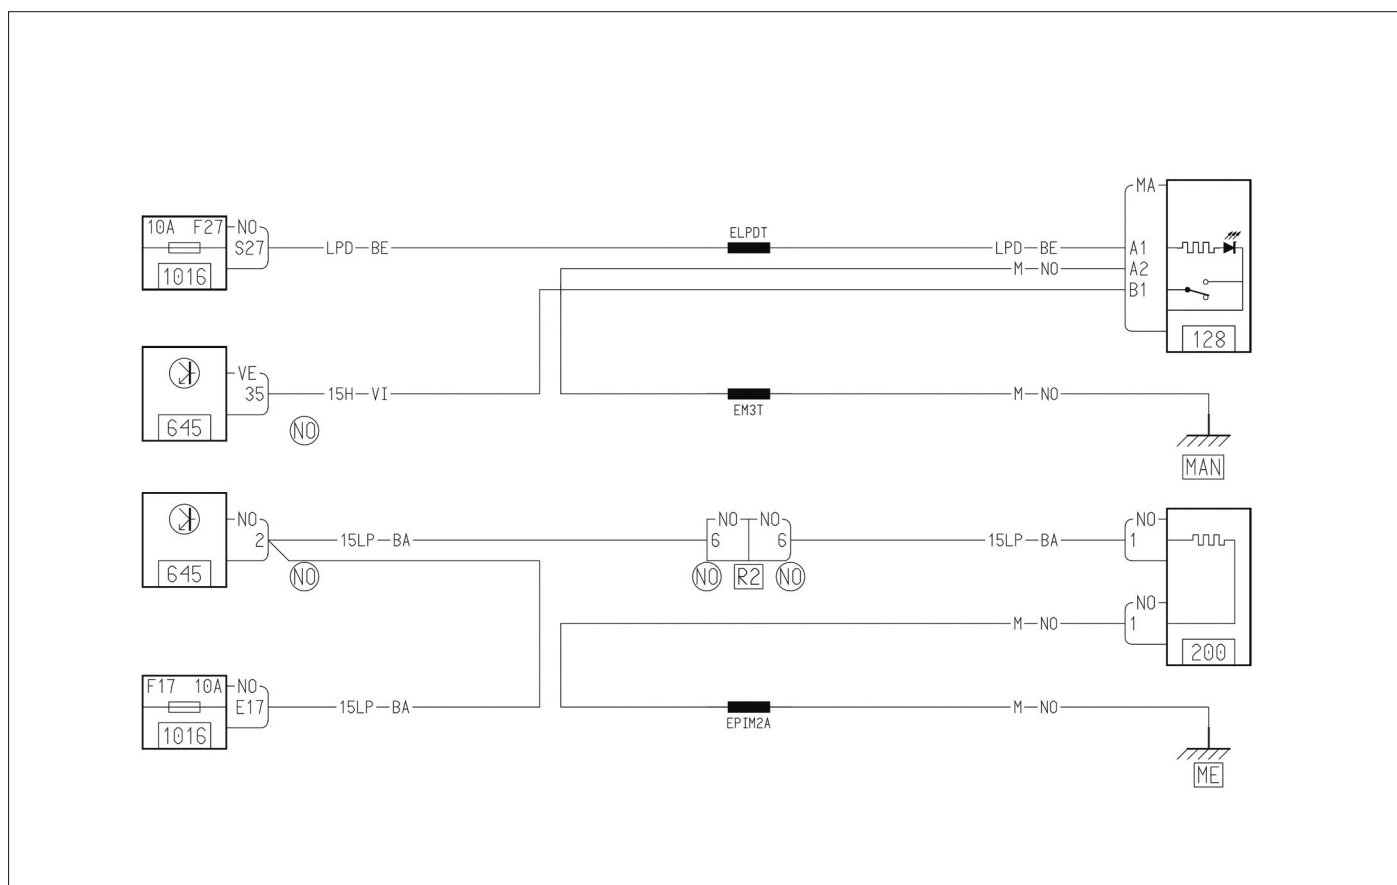 MA
10A F27 NO
ELPDT
S27 LPD BE LPD BE A1
M NO A2
1016
B1
128
VE
35 15H VI M NO
EM3T
645 NO
MAN
NO NO NO NO
2 15LP BA 6 6 15LP BA 1
645 NO NO R2 NO
NO
M NO 1
200
F17 10A NO
E17 15LP BA M NO
EPIM2A
1016
ME